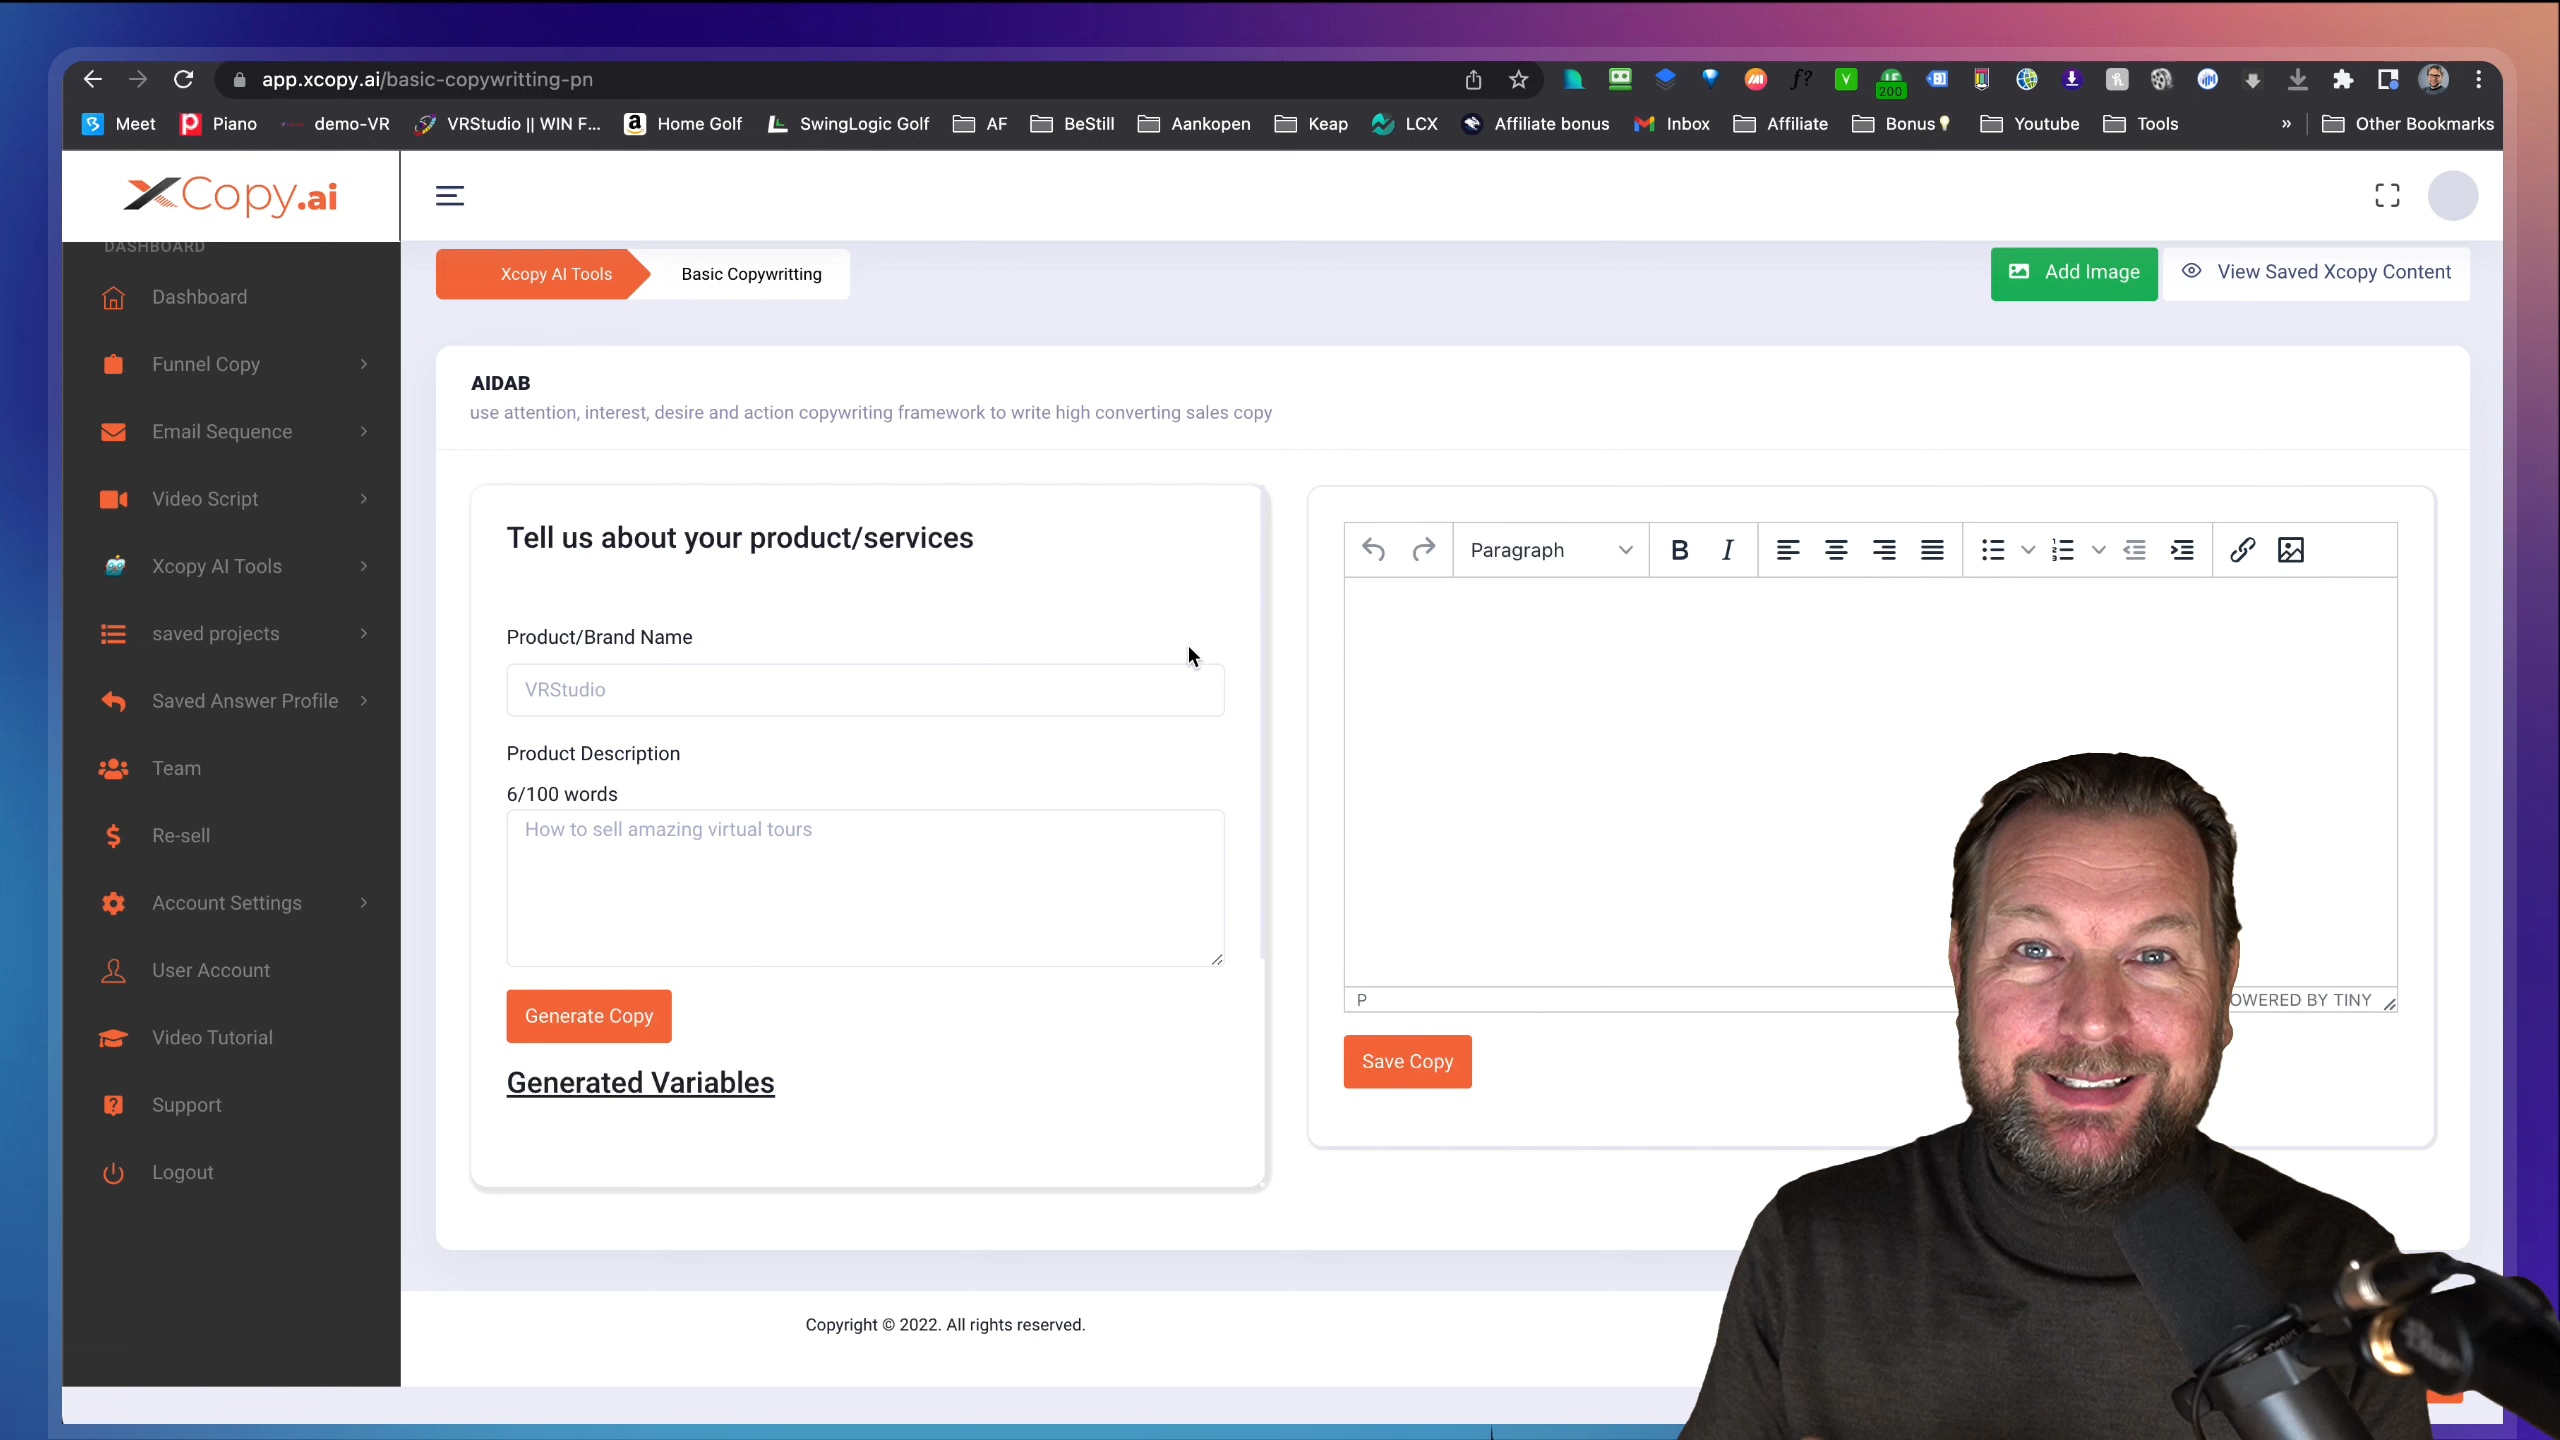 app.xcopy.ai/basic-copywritting-pn
200
Meet Piano demo-VR VRStudio || WIN F... Home Golf SwingLogic Golf AF BeStill Aankopen Keap LCX Affiliate bonus Inbox Affiliate Bonus Youtube Tools » Other Bookmarks
XCopy.ai
DASHBOARD
Dashboard
Funnel Copy
Email Sequence
Video Script
Xcopy AI Tools
saved projects
Saved Answer Profile
Team
Re-sell
Account Settings
User Account
Video Tutorial
Support
Logout
Xcopy AI Tools Basic Copywritting
Add Image View Saved Xcopy Content
AIDAB
use attention, interest, desire and action copywriting framework to write high converting sales copy
Tell us about your product/services
Product/Brand Name
VRStudio
Product Description
6/100 words
How to sell amazing virtual tours
Generate Copy
Generated Variables
Paragraph B I
P
OWERED BY TINY
Save Copy
Copyright © 2022. All rights reserved.